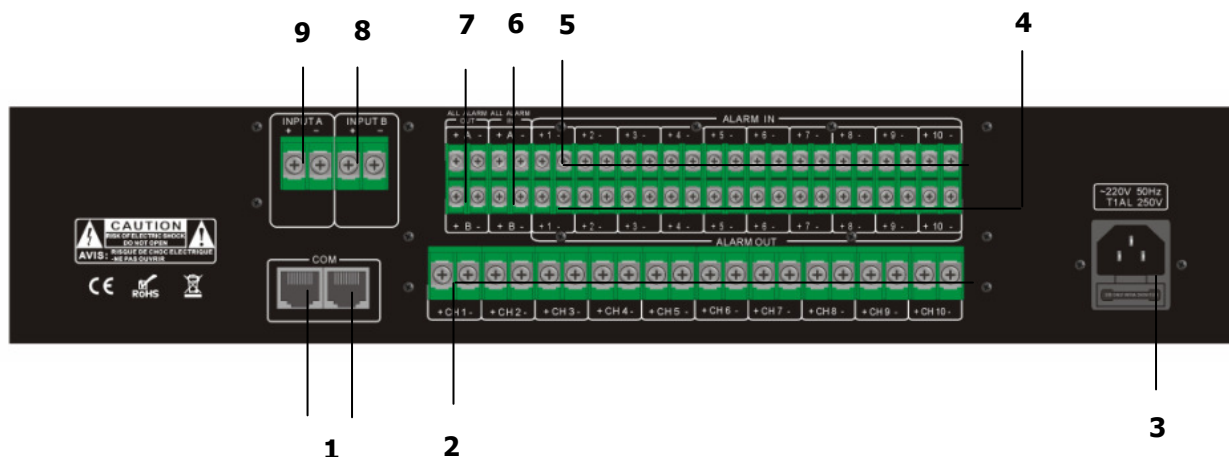 9 8 7 6 5 4
INPUT A
+ -
INPUT B
+ -
ALL ALARM OUT
ALL ALARM IN
ALARM IN
+ A -
+ A -
+ 1 -
+ 2 -
+ 3 -
+ 4 -
+ 5 -
+ 6 -
+ 7 -
+ 8 -
+ 9 -
+ 10 -
~220V 50Hz
T1AL 250V
CAUTION
RISK OF ELECTRIC SHOCK
DO NOT OPEN
AVIS: RISQUE DE CHOC ELECTRIQUE
-NE PAS OUVRIR
+ B -
+ B -
+ 1 -
+ 2 -
+ 3 -
+ 4 -
+ 5 -
+ 6 -
+ 7 -
+ 8 -
+ 9 -
+ 10 -
ALARM OUT
COM
CE
ROHS
+ CH 1 -
+ CH 2 -
+ CH 3 -
+ CH 4 -
+ CH 5 -
+ CH 6 -
+ CH 7 -
+ CH 8 -
+ CH 9 -
+ CH 10 -
1 2 3